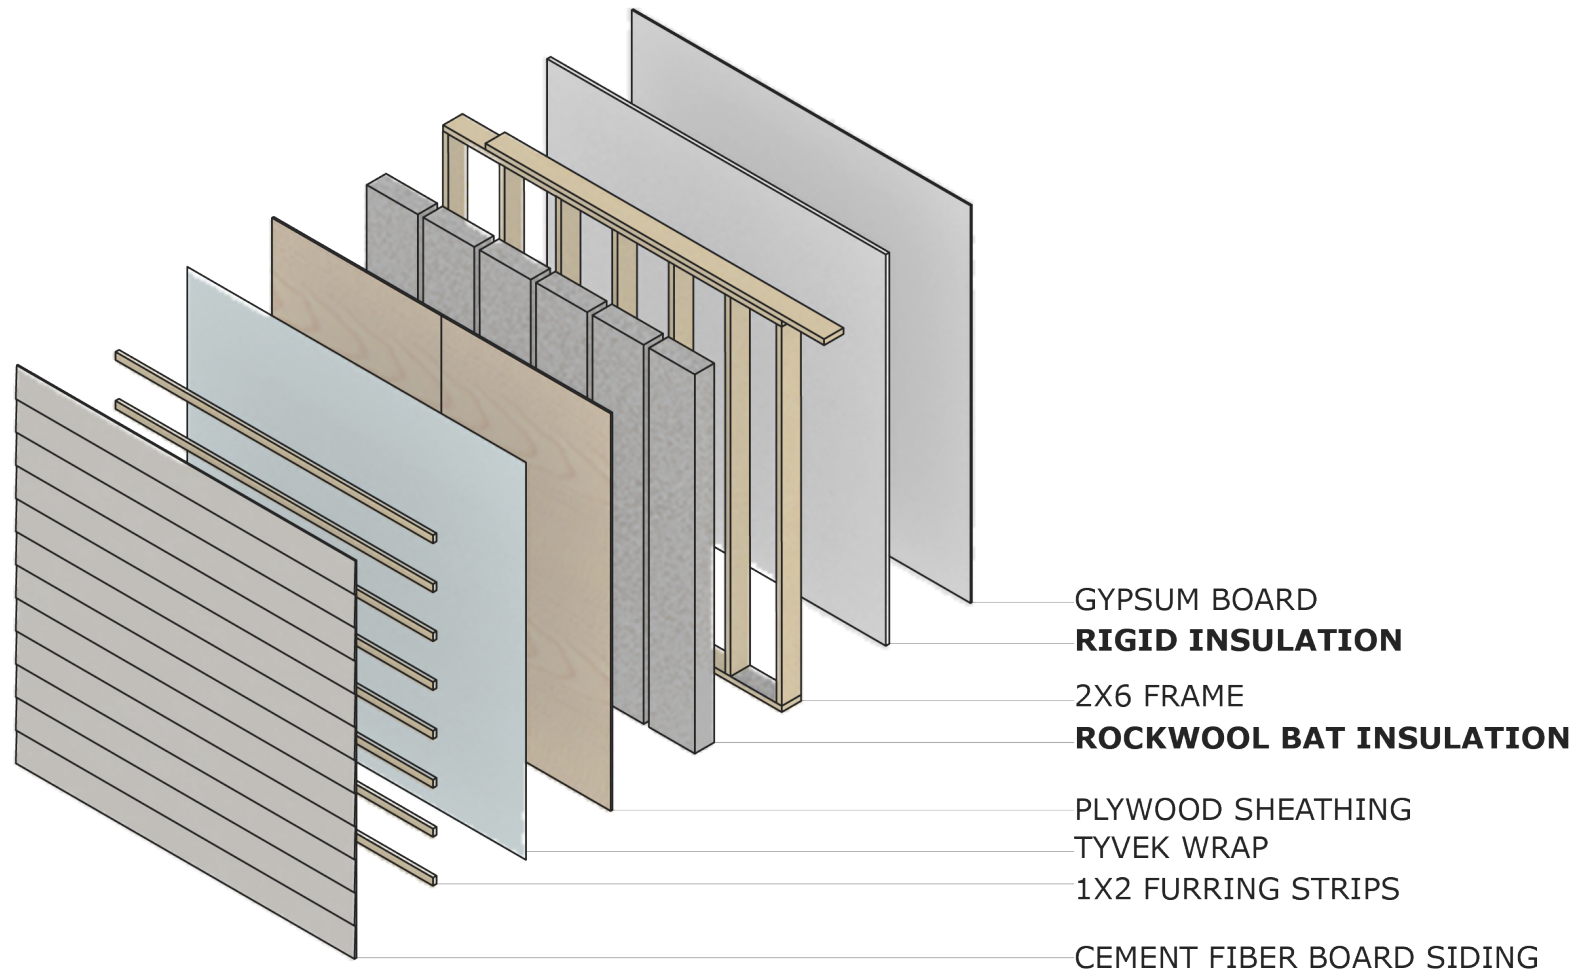 GYPSUM BOARD
RIGID INSULATION
2X6 FRAME
ROCKWOOL BAT INSULATION
PLYWOOD SHEATHING
TYVEK WRAP
1X2 FURRING STRIPS
CEMENT FIBER BOARD SIDING